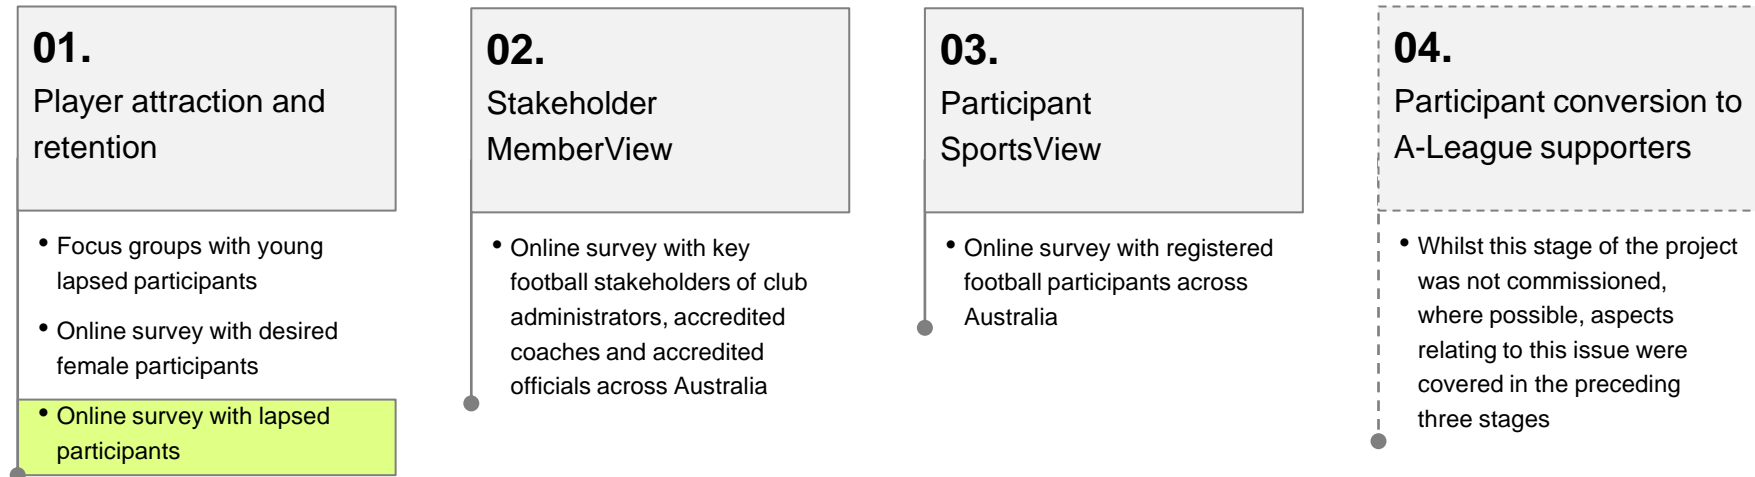 01.
Player attraction and
retention
• Focus groups with young
lapsed participants
• Online survey with desired
female participants
• Online survey with lapsed
participants
02.
Stakeholder
MemberView
• Online survey with key
football stakeholders of club
administrators, accredited
coaches and accredited
officials across Australia
03.
Participant
SportsView
• Online survey with registered
football participants across
Australia
04.
Participant conversion to
A-League supporters
• Whilst this stage of the project
was not commissioned,
where possible, aspects
relating to this issue were
covered in the preceding
three stages